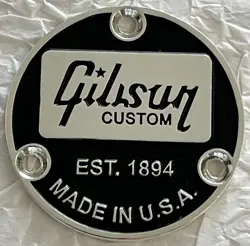 Gibson
CUSTOM
EST. 1894
MADE IN U.S.A.